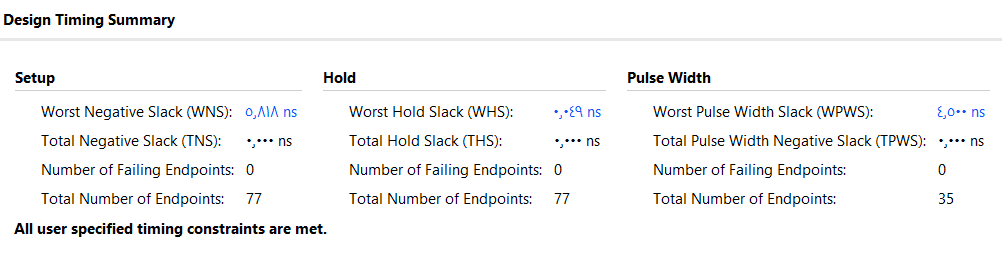 Design Timing Summary
Setup Hold Pulse Width
Worst Negative Slack (WNS): ٥,٨١٨ ns Worst Hold Slack (WHS): ٠,٠٤٩ ns Worst Pulse Width Slack (WPWS): ٤,٥٠٠ ns
Total Negative Slack (TNS): ٠,٠٠٠ ns Total Hold Slack (THS): ٠,٠٠٠ ns Total Pulse Width Negative Slack (TPWS): ٠,٠٠٠ ns
Number of Failing Endpoints: 0 Number of Failing Endpoints: 0 Number of Failing Endpoints: 0
Total Number of Endpoints: 77 Total Number of Endpoints: 77 Total Number of Endpoints: 35
All user specified timing constraints are met.